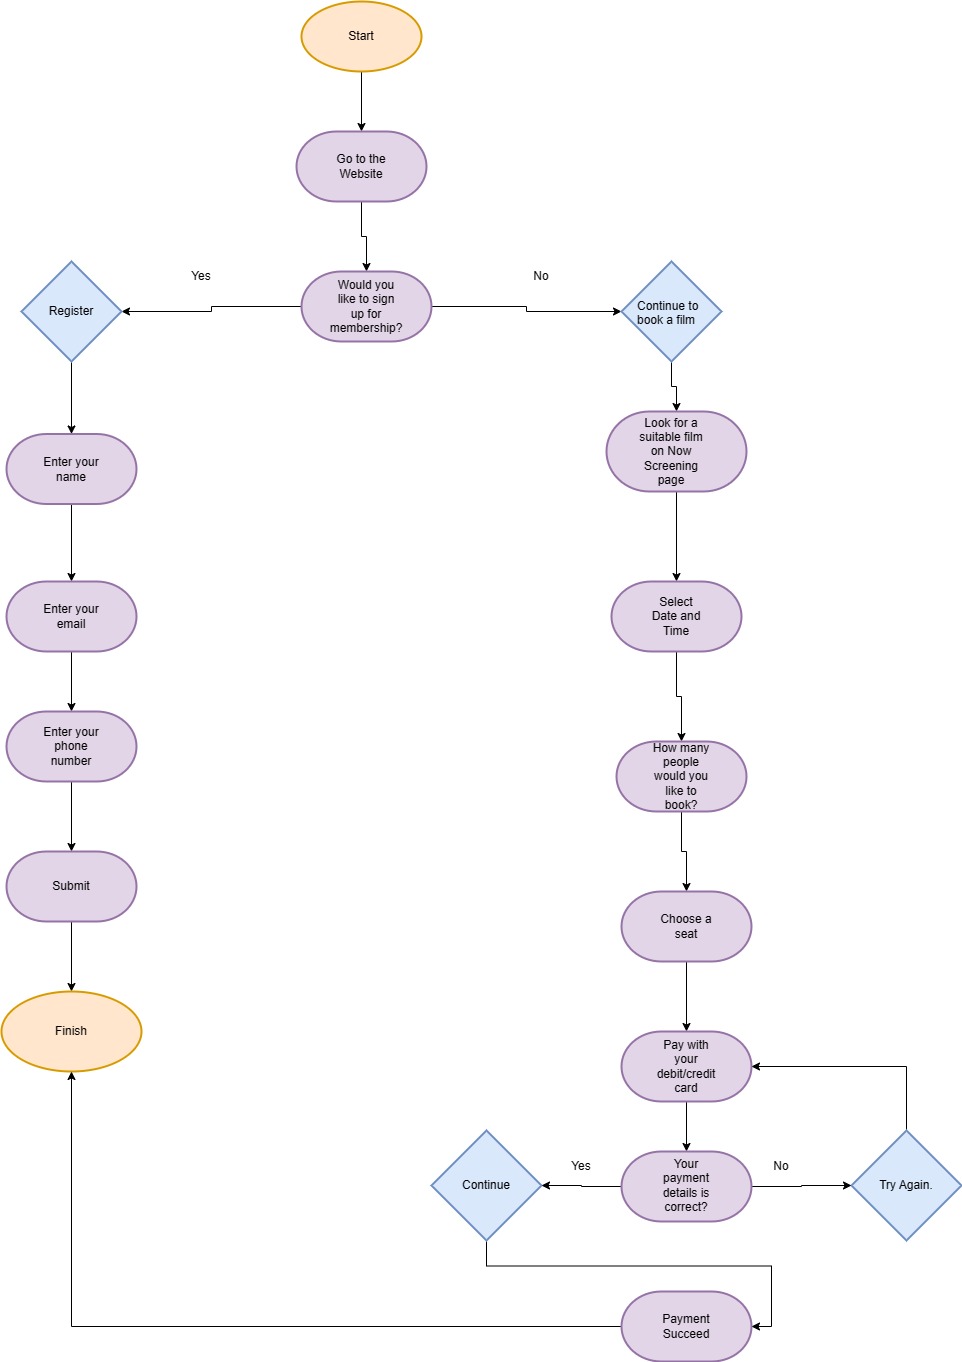 Start
Go to the
Website
Yes
No
Would you
like to sign
up for
membership?
Register
Continue to
book a film
Look for a
suitable film
on Now
Screening
page
Enter your
name
Enter your
email
Select
Date and
Time
Enter your
phone
number
How many
people
would you
like to
book?
Submit
Choose a
seat
Finish
Pay with
your
debit/credit
card
Yes
No
Your
payment
details is
correct?
Continue
Try Again.
Payment
Succeed